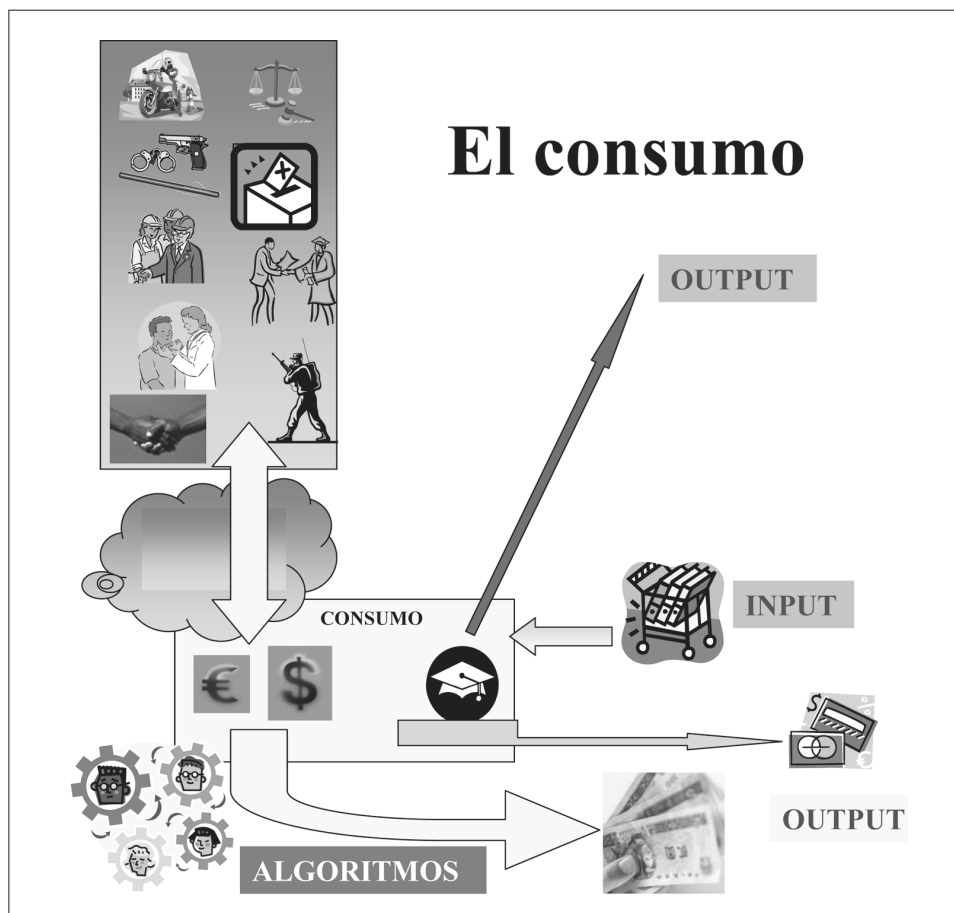 El consumo
OUTPUT
CONSUMO
INPUT
€ $
OUTPUT
ALGORITMOS